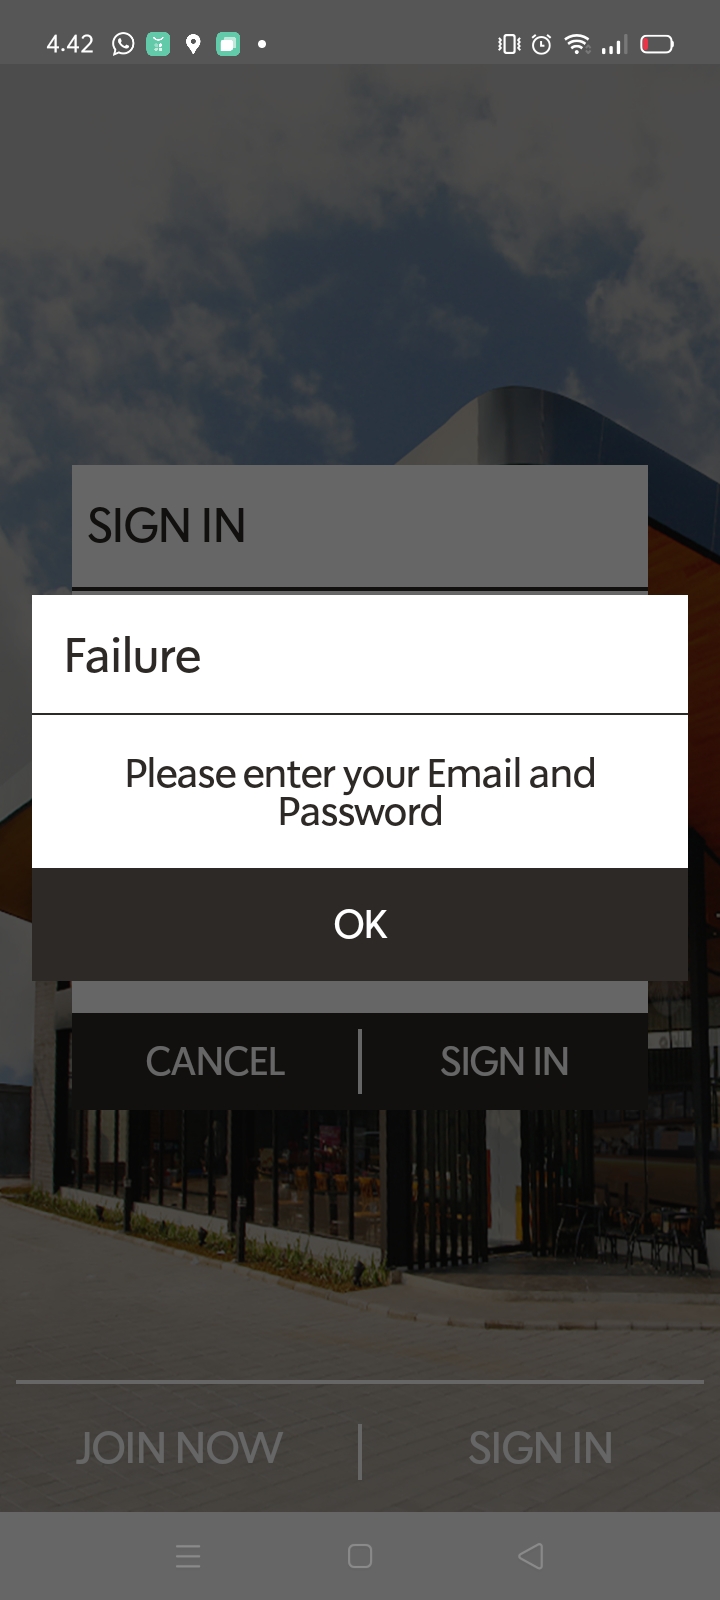 4.42
SIGN IN
Failure
Please enter your Email and
Password
OK
CANCEL
SIGN IN
JOIN NOW
SIGN IN